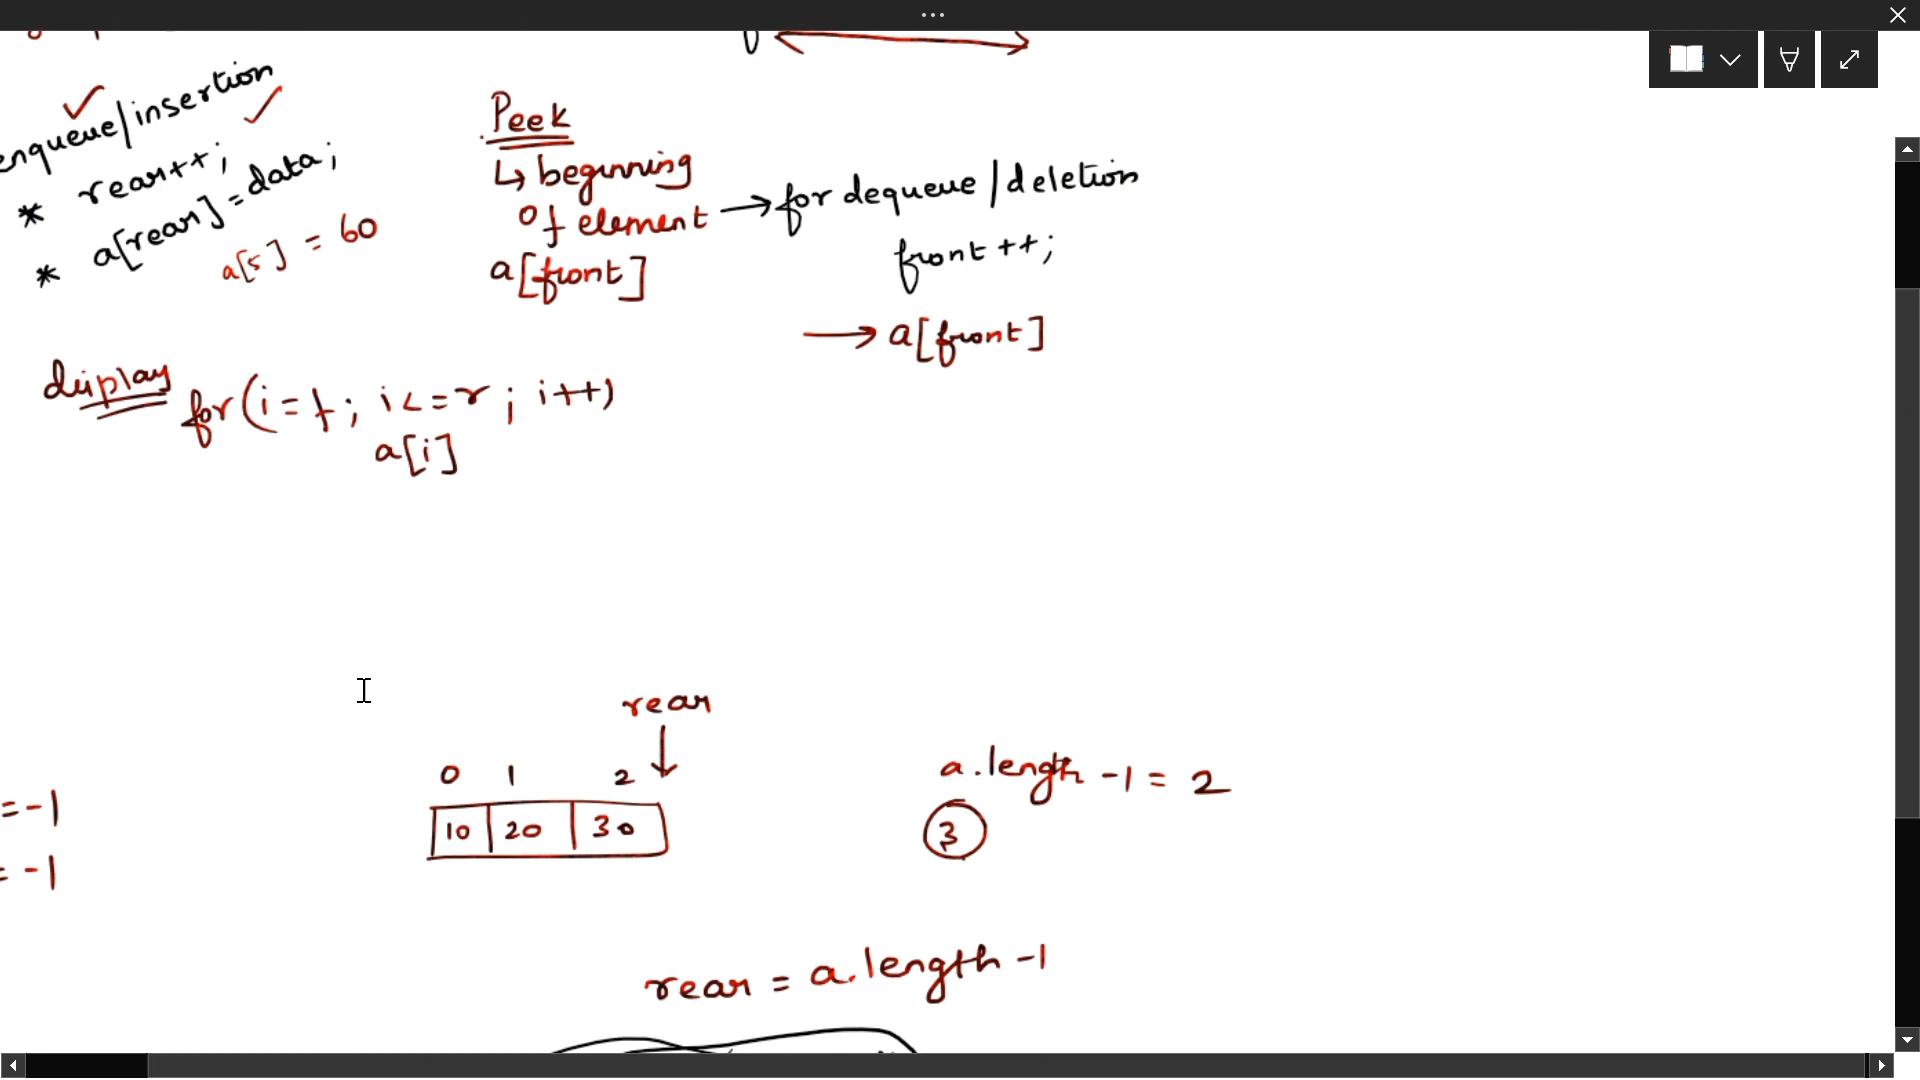 enqueue/insertion
* rear++;
* a[rear]=data;
a[5] = 60
Peek
↳ beginning
of element → for dequeue/deletion
a[front]
front++;
→ a[front]
display
for(i=f; i<=r; i++)
a[i]
rear
0 1 2
10 20 30
a.length -1 = 2
3
=-1
= -1
rear = a.length -1